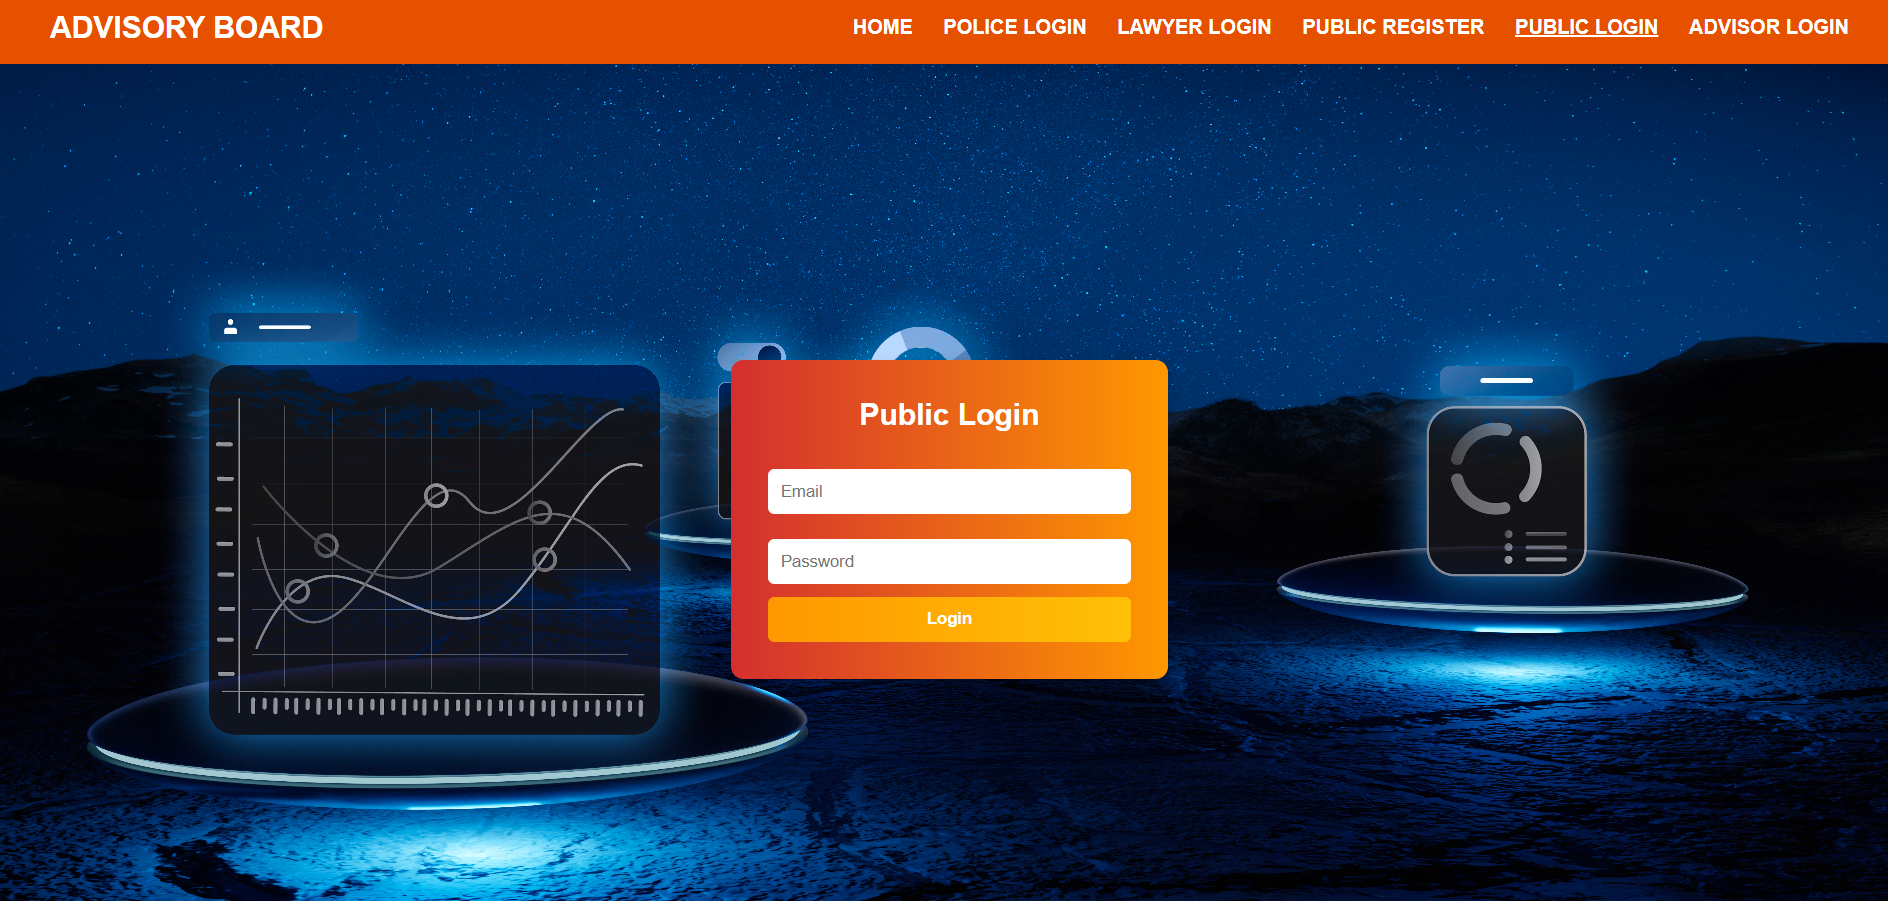 ADVISORY BOARD
HOME POLICE LOGIN LAWYER LOGIN PUBLIC REGISTER PUBLIC LOGIN ADVISOR LOGIN
Public Login
Email
Password
Login